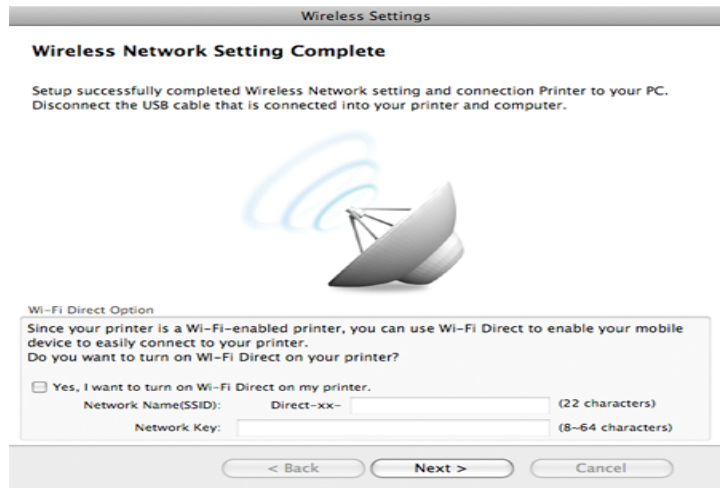 Wireless Settings
Wireless Network Setting Complete
Setup successfully completed Wireless Network setting and connection Printer to your PC.
Disconnect the USB cable that is connected into your printer and computer.
Wi-Fi Direct Option
Since your printer is a Wi-Fi-enabled printer, you can use Wi-Fi Direct to enable your mobile
device to easily connect to your printer.
Do you want to turn on WI-Fi Direct on your printer?
Yes, I want to turn on Wi-Fi Direct on my printer.
Network Name(SSID): Direct-xx- (22 characters)
Network Key: (8~64 characters)
< Back Next > Cancel